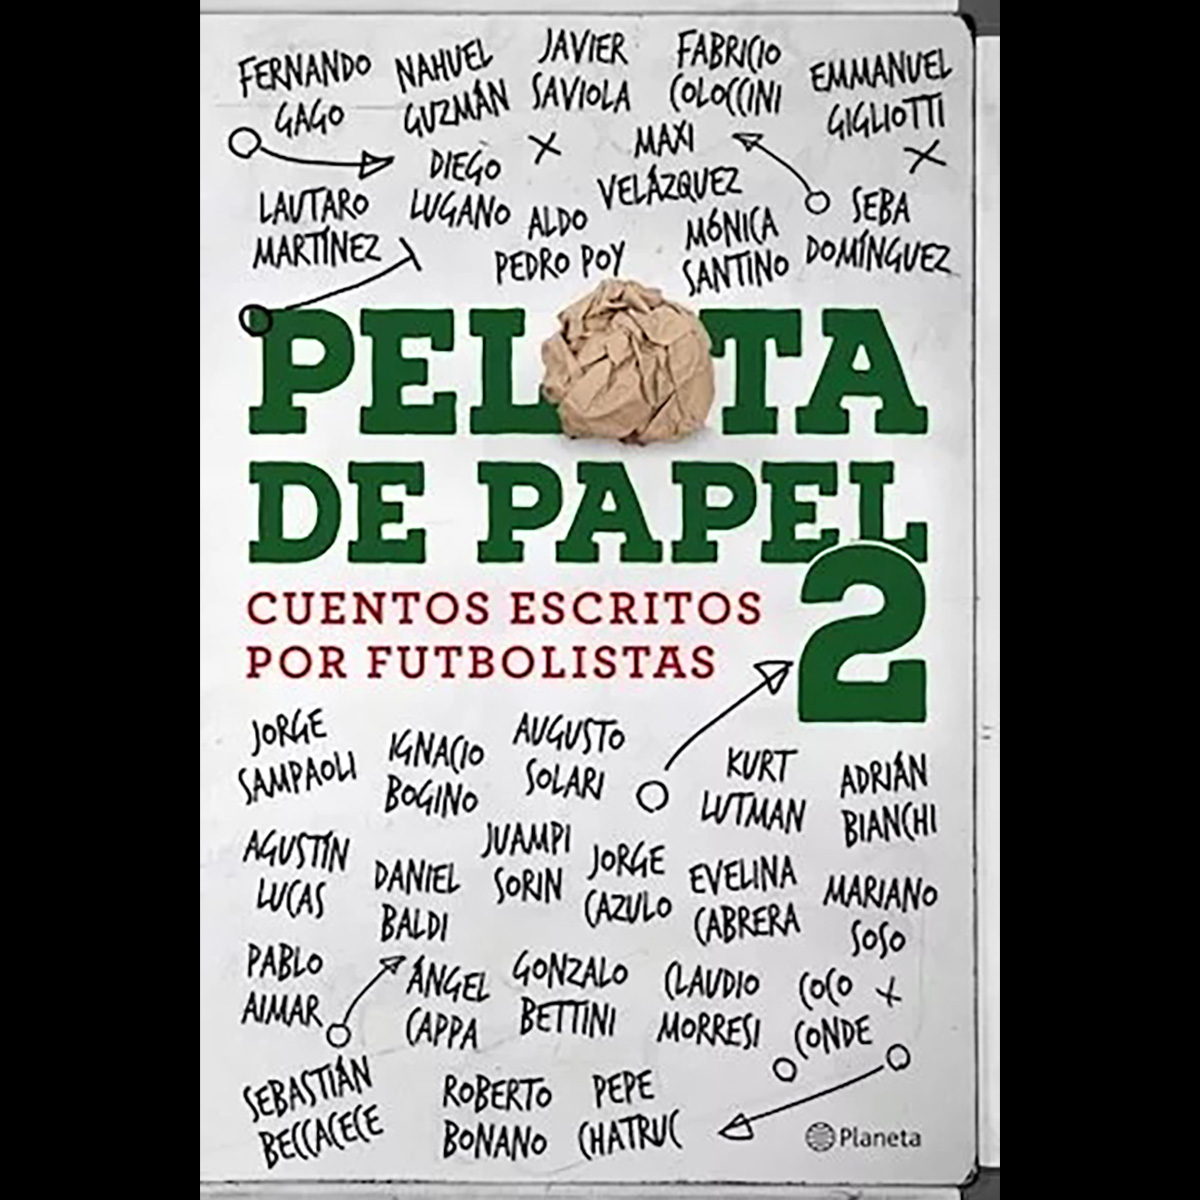 FERNANDO
GAGO
NAHUEL
GUZMÁN
JAVIER
SAVIOLA
FABRICIO
COLOCCINI
EMMANUEL
GIGLIOTTI
LAUTARO
MARTÍNEZ
DIEGO
LUGANO
ALDO
PEDRO POY
MAXI
VELÁZQUEZ
MÓNICA
SANTINO
SEBA
DOMÍNGUEZ
PELOTA
DE PAPEL
2
CUENTOS ESCRITOS
POR FUTBOLISTAS
JORGE
SAMPAOLI
IGNACIO
BOGINO
AUGUSTO
SOLARI
KURT
LUTMAN
ADRIÁN
BIANCHI
AGUSTÍN
LUCAS
DANIEL
BALDI
JUAMPI
SORIN
JORGE
CAZULO
EVELINA
CABRERA
MARIANO
SOSO
PABLO
AIMAR
ÁNGEL
CAPPA
GONZALO
BETTINI
CLAUDIO
MORRESI
COCO
CONDE
SEBASTIÁN
BECCACECE
ROBERTO
BONANO
PEPE
CHATRUC
Planeta